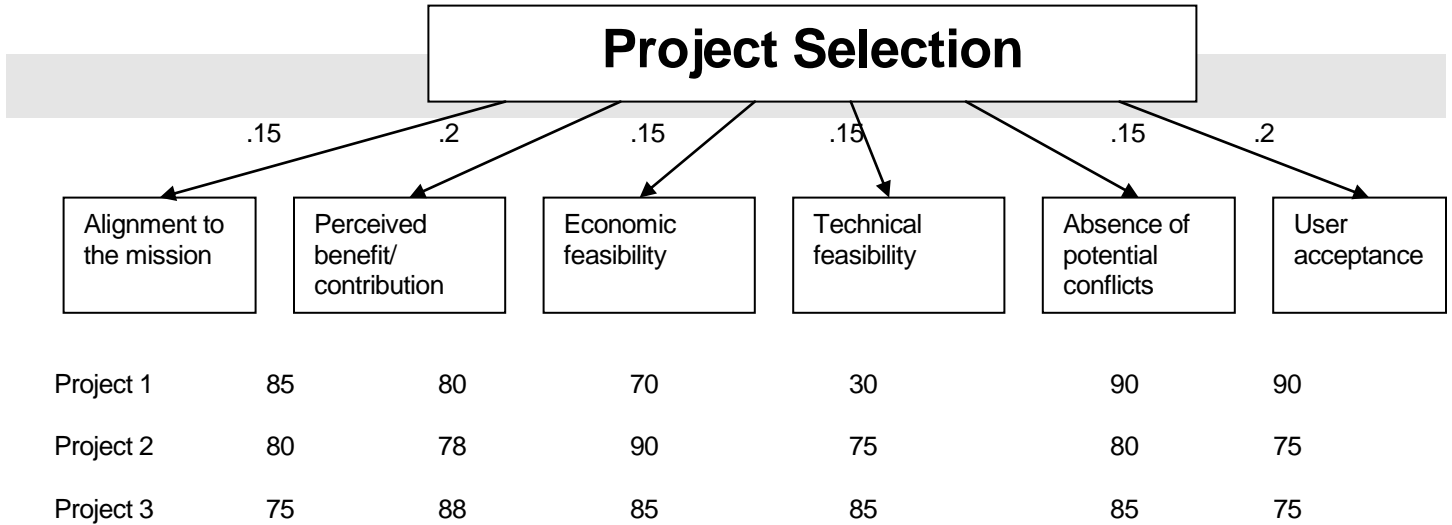 Project Selection
.15 .2 .15 .15 .15 .2
Alignment to
the mission
Perceived
benefit/
contribution
Economic
feasibility
Technical
feasibility
Absence of
potential
conflicts
User
acceptance
Project 1 85 80 70 30 90 90
Project 2 80 78 90 75 80 75
Project 3 75 88 85 85 85 75